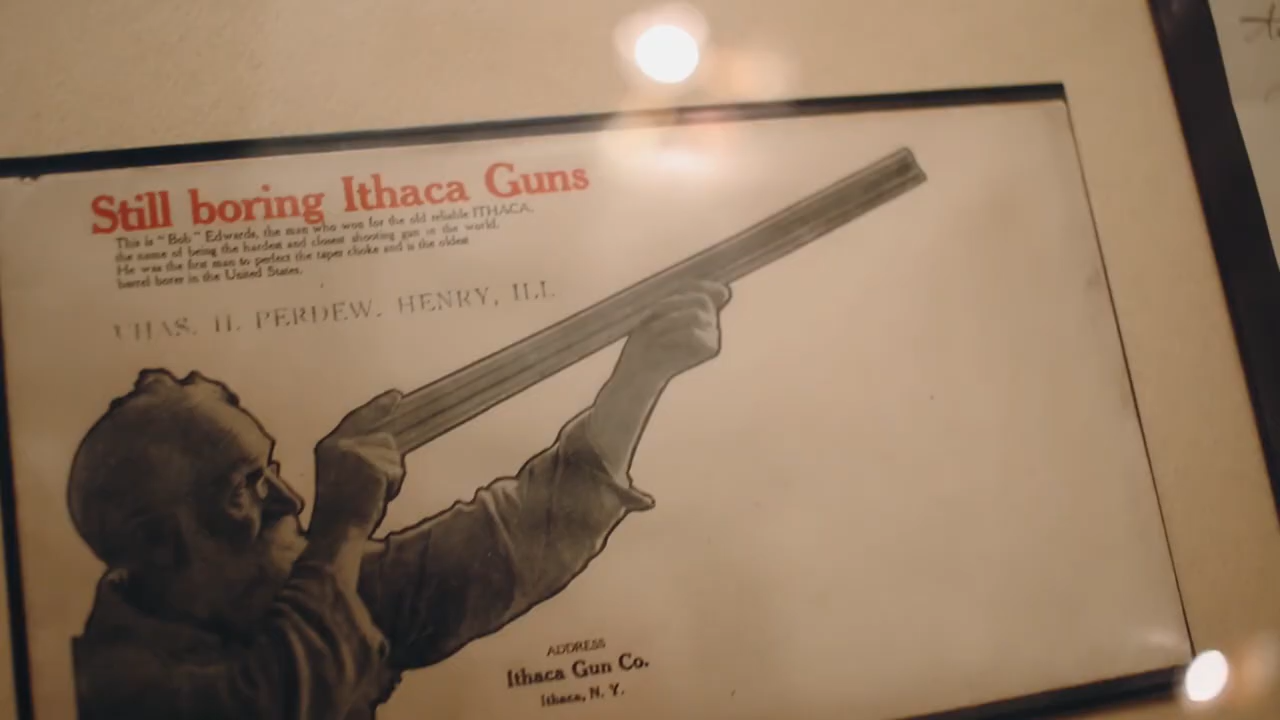 Still boring Ithaca Guns
This is "Bob" Edwards, the man who won for the old reliable ITHACA,
the name of being the hardest and closest shooting gun in the world.
He was the first man to perfect the taper choke and is the oldest
barrel borer in the United States.
CHAS. H. PERDEW. HENRY, ILL
ADDRESS
Ithaca Gun Co.
Ithaca, N. Y.